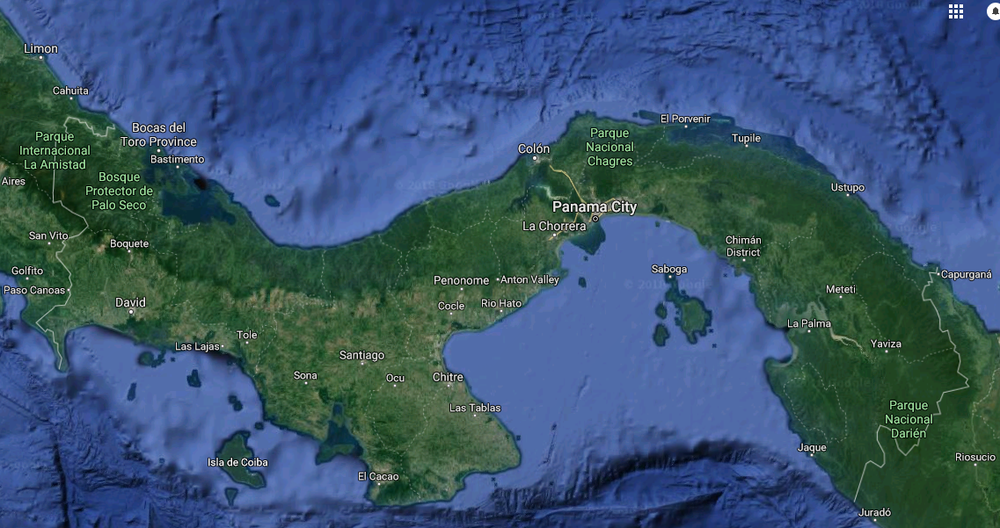 Limon
Cahuita
Bocas del
Toro Province
Bastimento
Parque
Internacional
La Amistad
Bosque
Protector de
Palo Seco
Aires
San Vito
Boquete
Golfito
Paso Canoas
David
Las Lajas
Tole
Sona
Santiago
Ocu
Isla de Coiba
El Cacao
Colón
Parque
Nacional
Chagres
El Porvenir
Tupile
Ustupo
Panama City
La Chorrera
Penonome
Anton Valley
Cocle
Rio Hato
Chitre
Las Tablas
Saboga
Chimán
District
Capurganá
Meteti
La Palma
Yaviza
Parque
Nacional
Darién
Jaque
Riosucio
Juradó